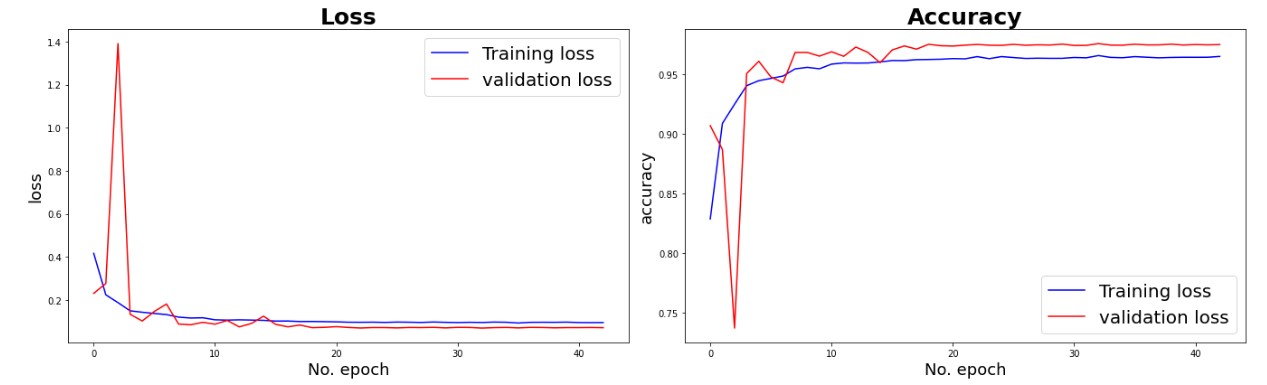 Loss
1.4
1.2
1.0
0.8
0.6
0.4
0.2
loss
0
10
20
30
40
No. epoch
Training loss
validation loss
Accuracy
0.95
0.90
0.85
0.80
0.75
accuracy
0
10
20
30
40
No. epoch
Training loss
validation loss